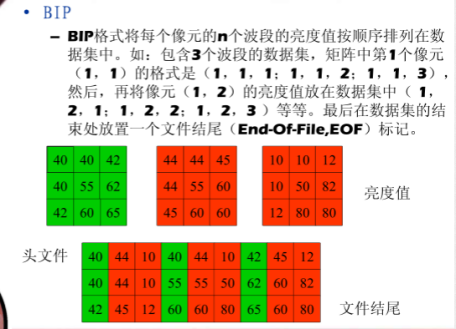 • BIP
– BIP格式将每个像元的n个波段的亮度值按顺序排列在数
据集中。如：包含3个波段的数据集，矩阵中第1个像元
（1，1）的格式是（1，1，1；1，1，2；1，1，3），
然后，再将像元（1，2）的亮度值放在数据集中（ 1，
2，1；1，2，2；1，2，3 ）等等。最后在数据集的结
束处放置一个文件结尾（End-Of-File,EOF）标记。
40 40 42 44 44 45 10 10 12
40 55 62 44 55 60 10 50 82
42 60 65 45 60 60 12 80 80
亮度值
头文件 40 44 10 40 44 10 42 45 12
40 44 10 55 55 50 62 60 82
42 45 12 60 60 80 65 60 80
文件结尾